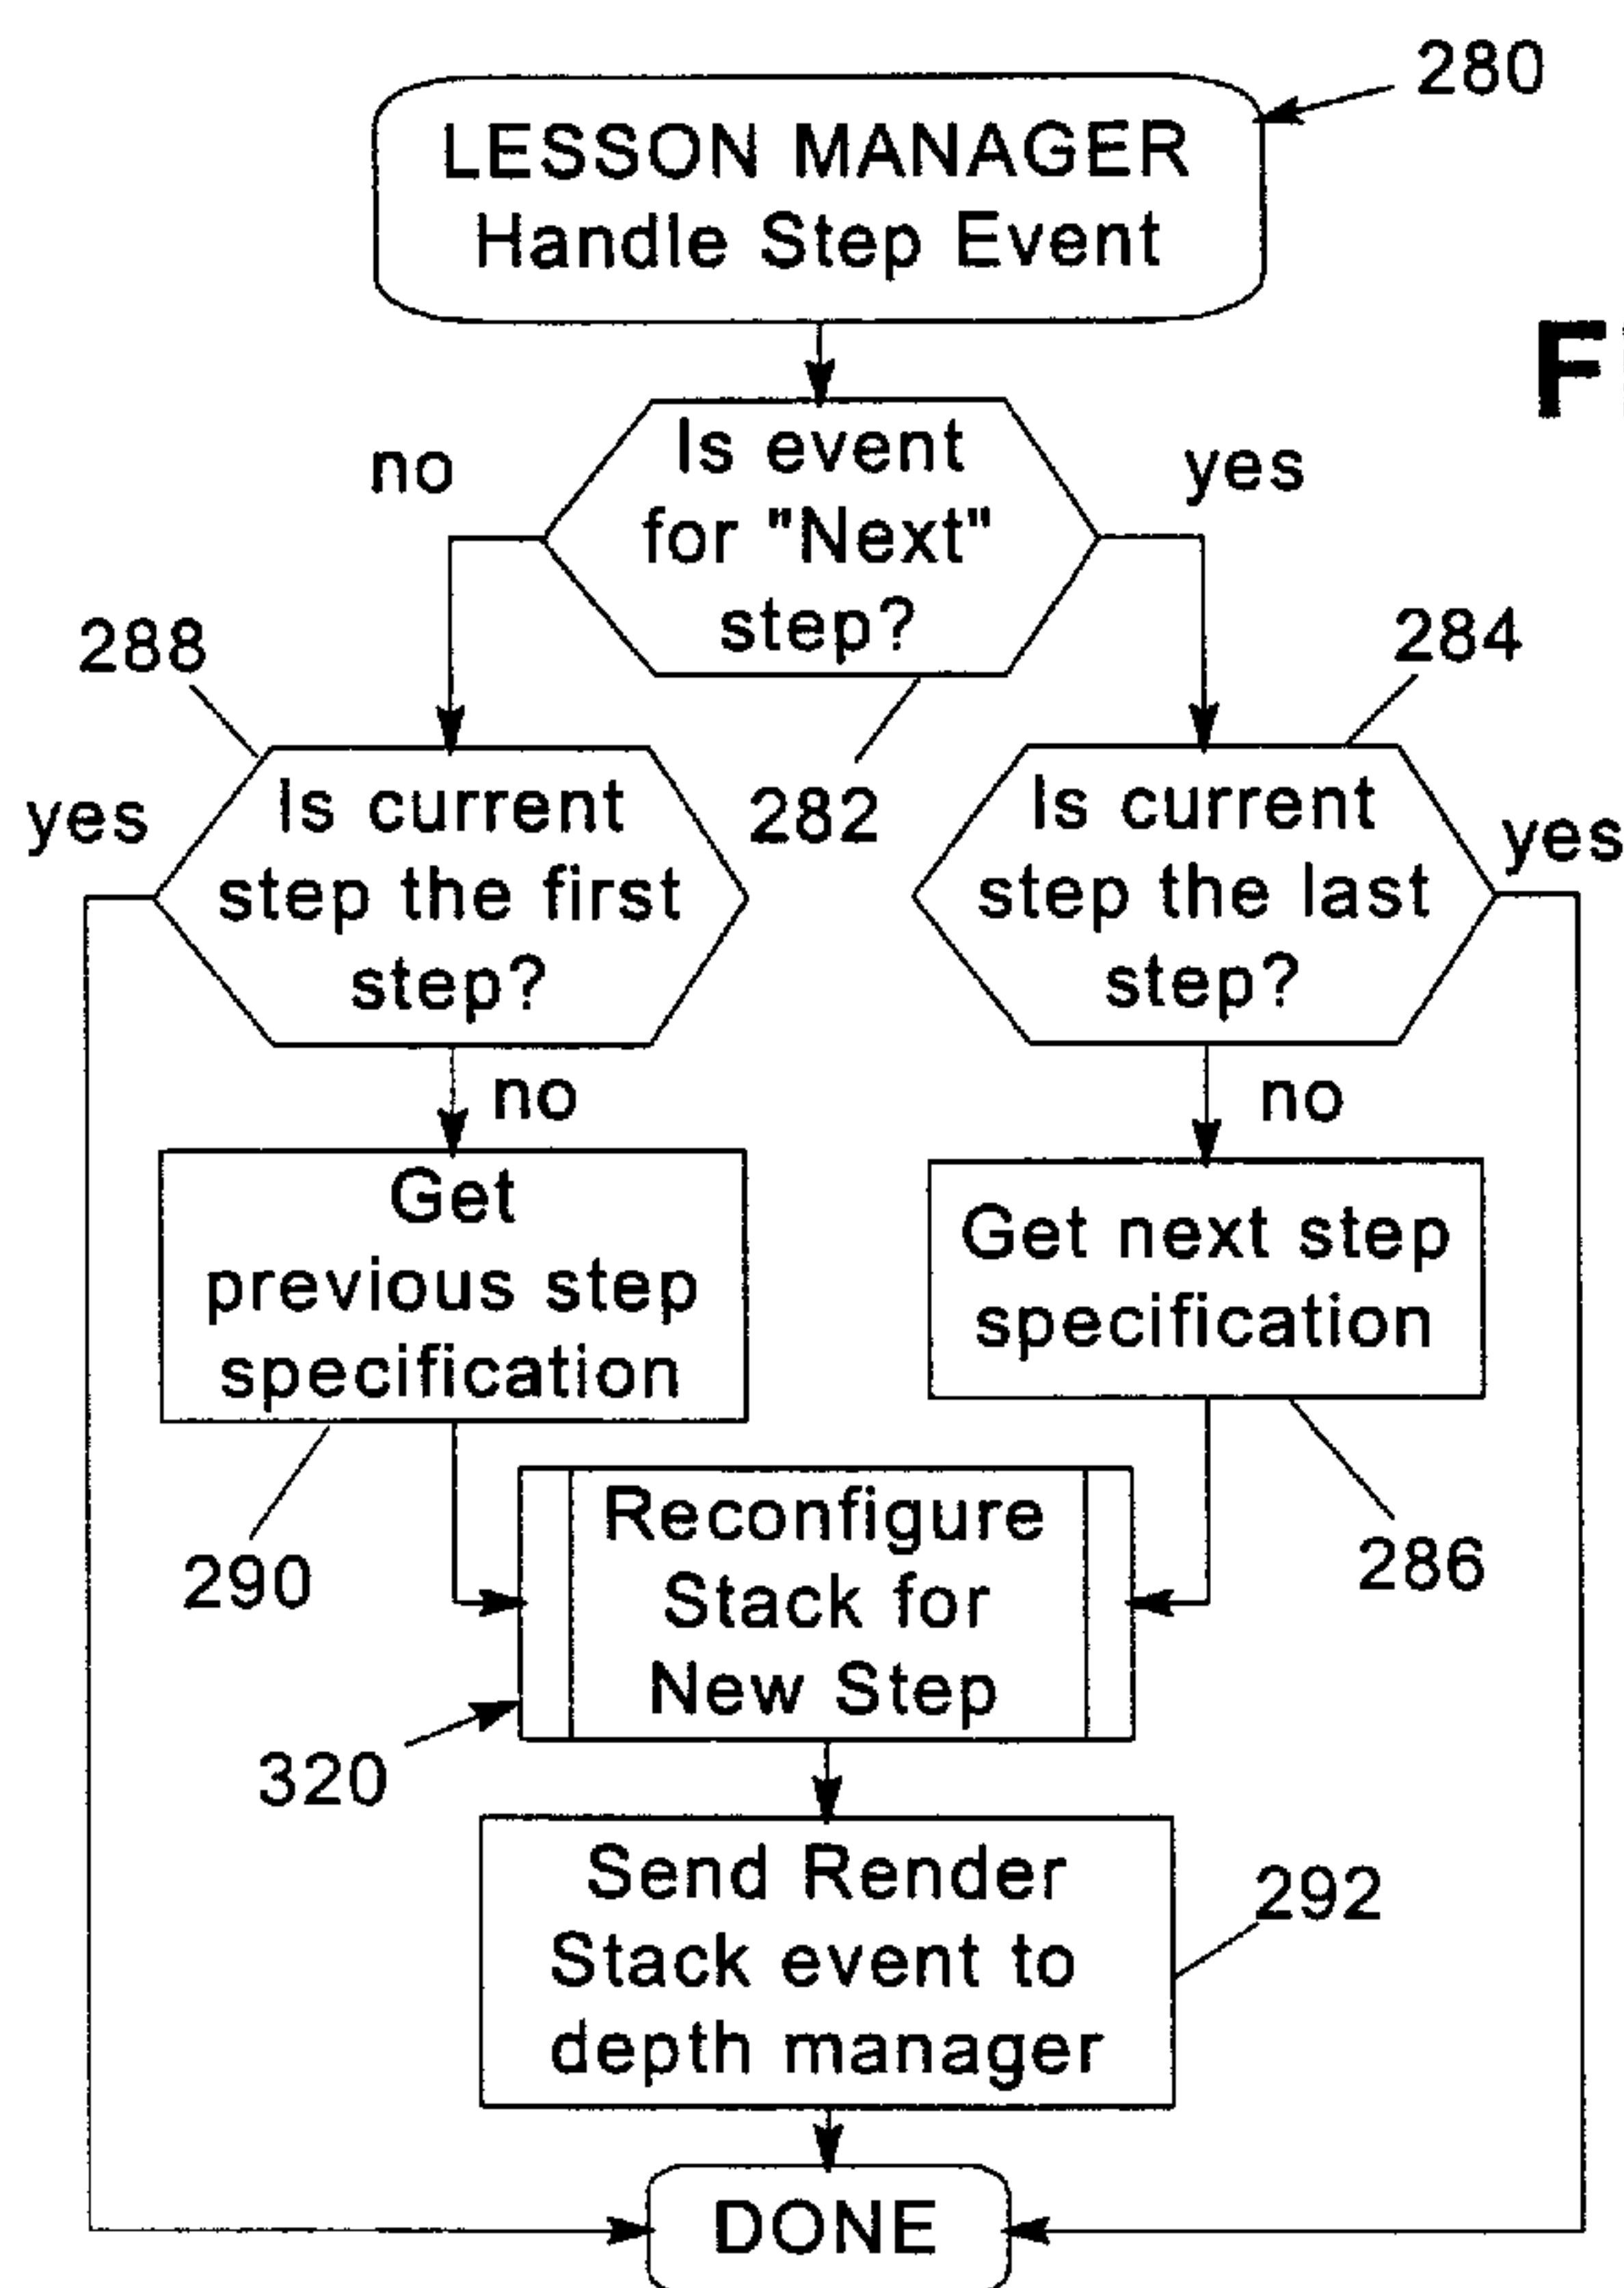 280
LESSON MANAGER
Handle Step Event
no
Is event
for "Next"
step?
yes
288
284
282
yes
Is current
step the first
step?
Is current
step the last
step?
yes
no
no
Get
previous step
specification
Get next step
specification
290
286
Reconfigure
Stack for
New Step
320
Send Render
Stack event to
depth manager
292
DONE